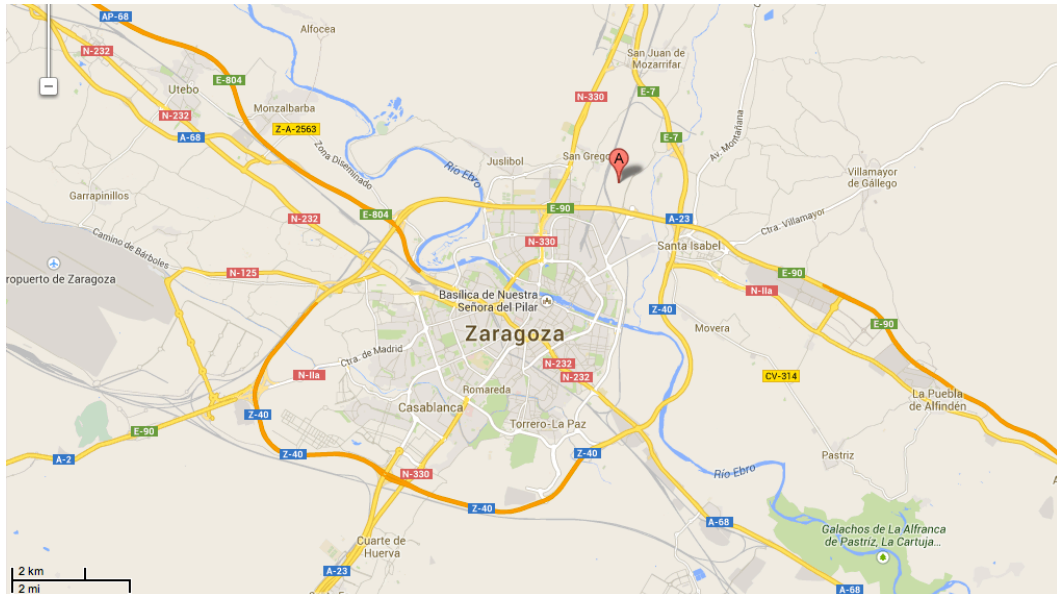 AP-68
Alfocea
N-232
San Juan de
Mozarrifar
E-804
Utebo
E-7
N-330
Monzalbarba
Z-A-2563
N-232
A-68
E-7
Av. Montañana
Zona Diseminado
Río Ebro
Juslibol
San Grego
A
Villamayor
de Gállego
Garrapinillos
N-232
E-804
E-90
A-23
Ctra. Villamayor
Camino de Bárboles
N-330
Santa Isabel
ropuerto de Zaragoza
N-125
E-90
N-IIa
Basílica de Nuestra
Señora del Pilar
Z-40
Movera
E-90
Zaragoza
Ctra. de Madrid
N-232
N-232
N-IIa
CV-314
Romareda
La Puebla
de Alfindén
Casablanca
Z-40
Torrero-La Paz
E-90
A-2
Z-40
Z-40
Pastriz
N-330
Río Ebro
A
Z-40
A-68
Galachos de La Alfranca
de Pastriz, La Cartuja...
Cuarte de
Huerva
A-23
2 km
2 mi
A-68